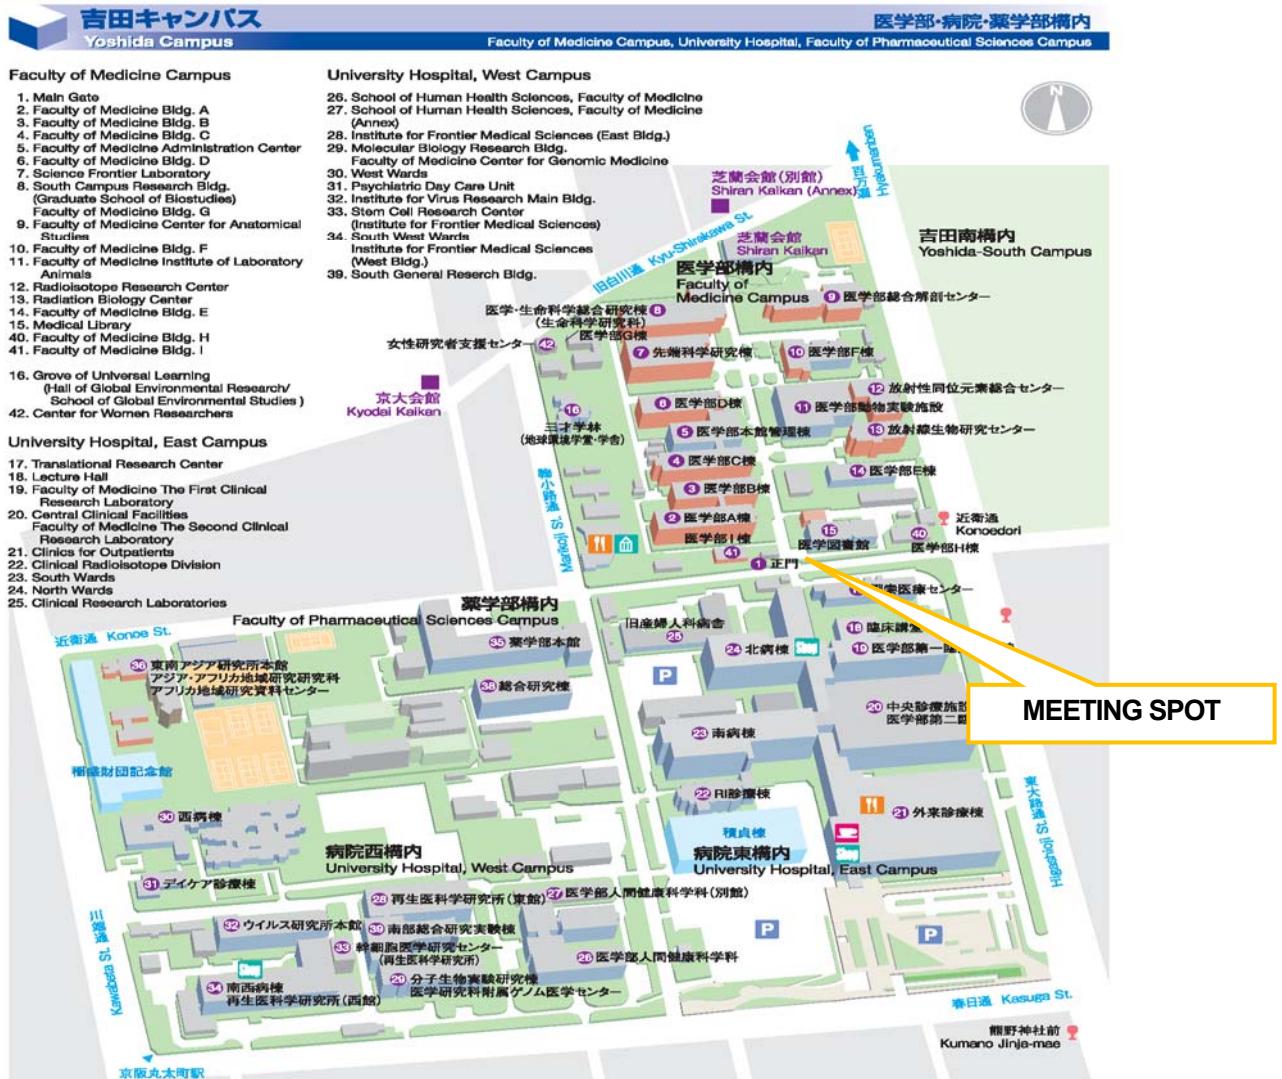 吉田キャンパス
医学部・病院・薬学部構内
Yoshida Campus
Faculty of Medicine Campus, University Hospital, Faculty of Pharmaceutical Sciences Campus
Faculty of Medicine Campus
1. Main Gate
2. Faculty of Medicine Bldg. A
3. Faculty of Medicine Bldg. B
4. Faculty of Medicine Bldg. C
5. Faculty of Medicine Administration Center
6. Faculty of Medicine Bldg. D
7. Science Frontier Laboratory
8. South Campus Research Bldg.
(Graduate School of Biostudies)
Faculty of Medicine Bldg. G
9. Faculty of Medicine Center for Anatomical
Studies
10. Faculty of Medicine Bldg. F
11. Faculty of Medicine Institute of Laboratory
Animals
12. Radioisotope Research Center
13. Radiation Biology Center
14. Faculty of Medicine Bldg. E
15. Medical Library
40. Faculty of Medicine Bldg. H
41. Faculty of Medicine Bldg. I
16. Grove of Universal Learning
(Hall of Global Environmental Research/
School of Global Environmental Studies )
42. Center for Women Researchers
University Hospital, East Campus
17. Translational Research Center
18. Lecture Hall
19. Faculty of Medicine The First Clinical
Research Laboratory
20. Central Clinical Facilities
Faculty of Medicine The Second Clinical
Research Laboratory
21. Clinics for Outpatients
22. Clinical Radioisotope Division
23. South Wards
24. North Wards
25. Clinical Research Laboratories
University Hospital, West Campus
26. School of Human Health Sciences, Faculty of Medicine
27. School of Human Health Sciences, Faculty of Medicine
(Annex)
28. Institute for Frontier Medical Sciences (East Bldg.)
29. Molecular Biology Research Bldg.
Faculty of Medicine Center for Genomic Medicine
30. West Wards
31. Psychiatric Day Care Unit
32. Institute for Virus Research Main Bldg.
33. Stem Cell Research Center
(Institute for Frontier Medical Sciences)
34. South West Wards
Institute for Frontier Medical Sciences
(West Bldg.)
39. South General Reserch Bldg.
N
百万遍
Hyakumanben
芝蘭会館(別館)
Shiran Kaikan (Annex)
芝蘭会館
Shiran Kaikan
旧白川通 Kyu-Shirakawa St.
吉田南構内
Yoshida-South Campus
医学部構内
Faculty of
Medicine Campus
9 医学部総合解剖センター
医学・生命科学総合研究棟 8
(生命科学研究科)
医学部G棟
女性研究者支援センター 42
7 先端科学研究棟
10 医学部F棟
京大会館
Kyodai Kaikan
12 放射性同位元素総合センター
6 医学部D棟
11 医学部動物実験施設
16
三才学林
(地球環境学堂・学舎)
5 医学部本館管理棟
13 放射線生物研究センター
4 医学部C棟
14 医学部E棟
3 医学部B棟
2 医学部A棟
近衛通
Konoedori
15
医学図書館
40
医学部H棟
医学部I棟
41
1 正門
Marikoji St.
薬学部構内
Faculty of Pharmaceutical Sciences Campus
近衛通 Konoe St.
35 薬学部本館
旧産婦人科病舎
25
18 臨床講堂
24 北病棟
Shop
19 医学部第一臨
36 東南アジア研究所本館
アジア・アフリカ地域研究研究科
アフリカ地域研究資料センター
38 総合研究棟
P
MEETING SPOT
20 中央診療施設
医学部第二臨
23 南病棟
稲盛財団記念館
22 RI診療棟
21 外来診療棟
東大路通 Higashioji St.
30 西病棟
積貞棟
Shop
病院西構内
University Hospital, West Campus
病院東構内
University Hospital, East Campus
31 デイケア診療棟
28 再生医科学研究所(東館)
27 医学部人間健康科学科(別館)
32 ウイルス研究所本館
39 南部総合研究実験棟
33 幹細胞医学研究センター
(再生医科学研究所)
P
P
26 医学部人間健康科学科
Shop
34 南西病棟
再生医科学研究所(西館)
29 分子生物実験研究棟
医学研究科附属ゲノム医学センター
川端通 Kawabata St.
春日通 Kasuga St.
熊野神社前
Kumano Jinja-mae
京阪丸太町駅